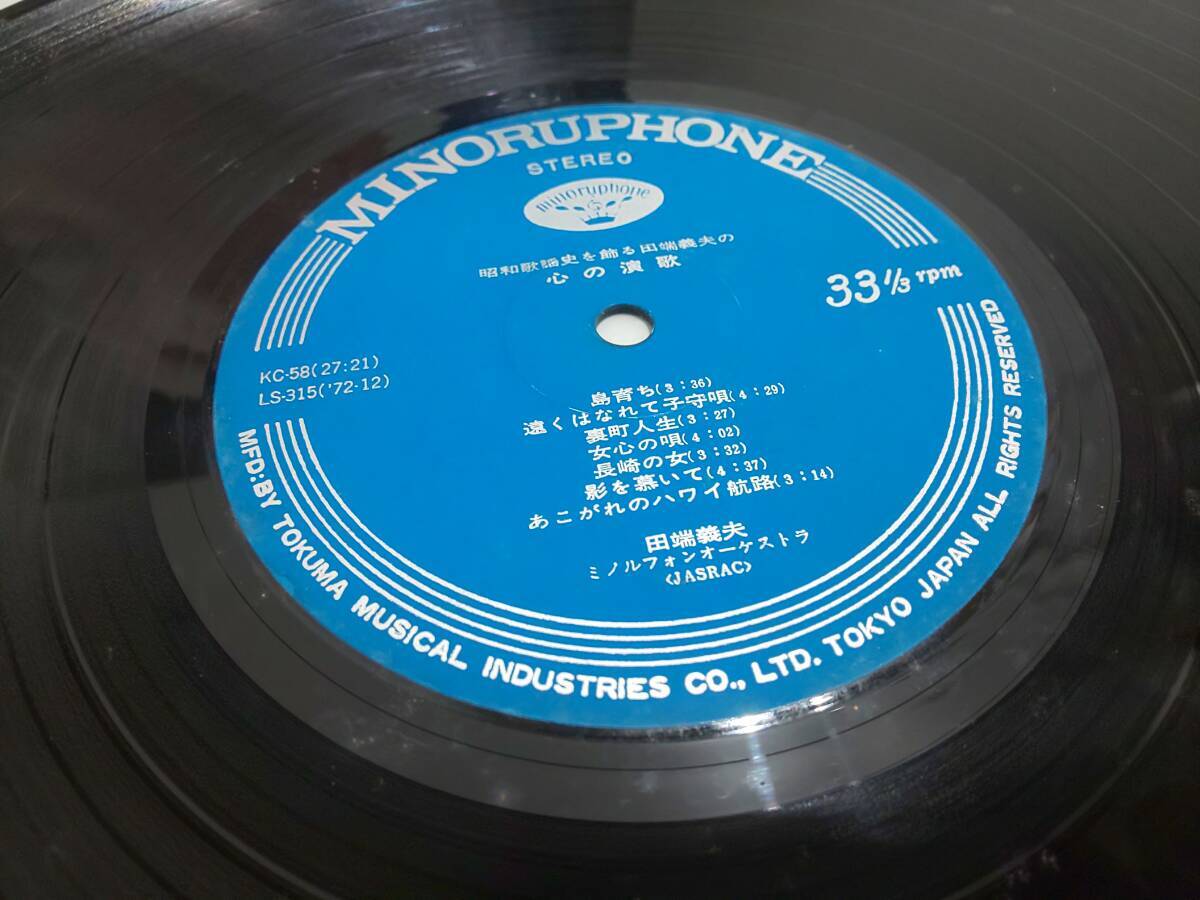 MINORUPHONE
STEREO
minoruphone
昭和歌謡史を飾る田端義夫の
心の演歌
33 1/3 rpm
KC-58(27:21)
LS-315('72-12)
島育ち(3:36)
遠くはなれて子守唄(4:29)
裏町人生(3:27)
女心の唄(4:02)
長崎の女(3:32)
影を慕いて(4:37)
あこがれのハワイ航路(3:14)
田端義夫
ミノルフォンオーケストラ
〈JASRAC〉
MFD:BY TOKUMA MUSICAL INDUSTRIES CO., LTD. TOKYO JAPAN ALL RIGHTS RESERVED